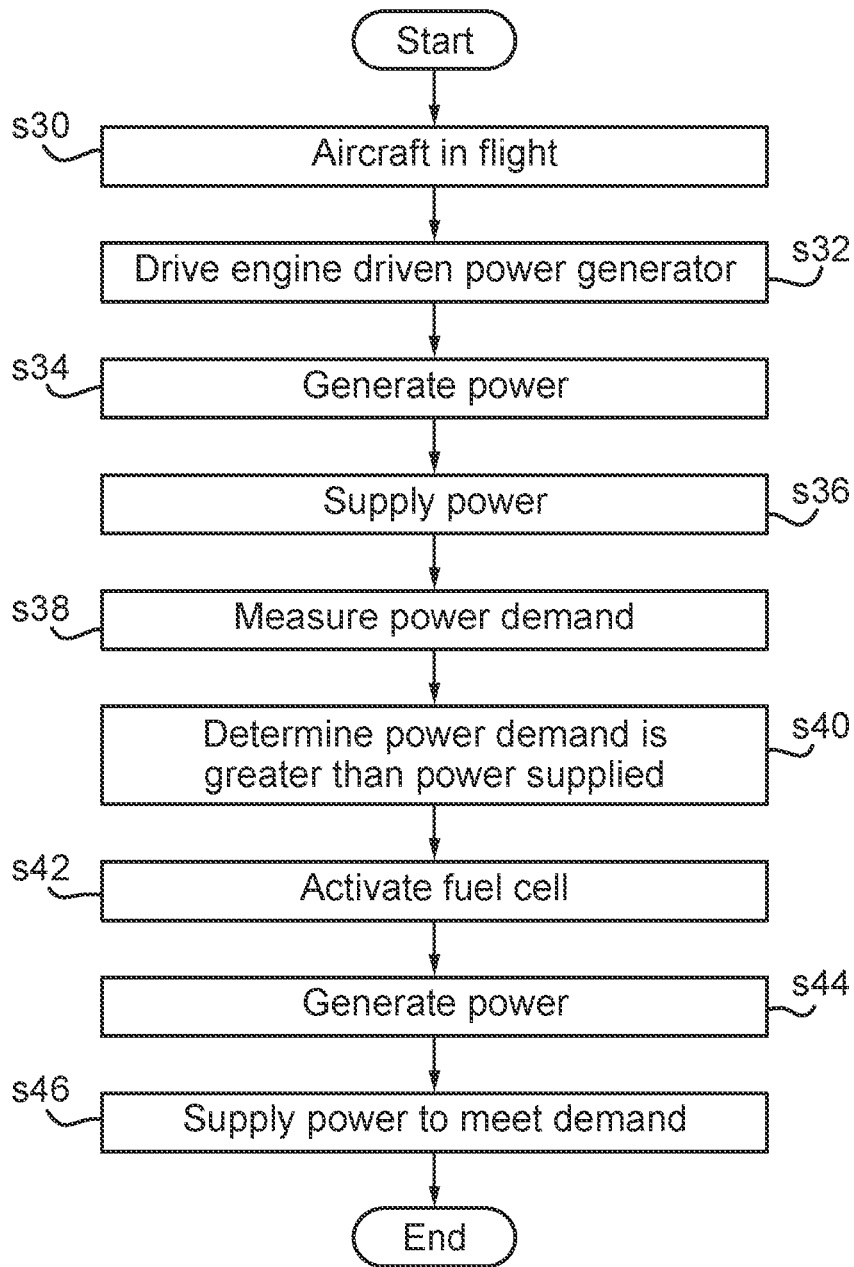 Start
s30
Aircraft in flight
s32
Drive engine driven power generator
s34
Generate power
s36
Supply power
s38
Measure power demand
s40
Determine power demand is
greater than power supplied
s42
Activate fuel cell
s44
Generate power
s46
Supply power to meet demand
End